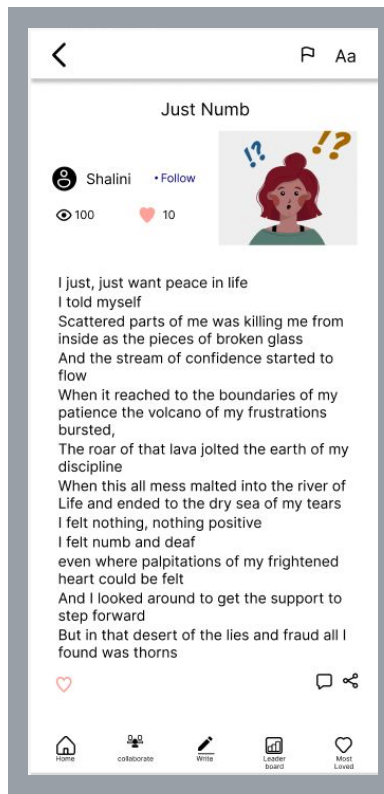 Aa
Just Numb
!?
!?
Shalini • Follow
100 10
I just, just want peace in life
I told myself
Scattered parts of me was killing me from
inside as the pieces of broken glass
And the stream of confidence started to
flow
When it reached to the boundaries of my
patience the volcano of my frustrations
bursted,
The roar of that lava jolted the earth of my
discipline
When this all mess malted into the river of
Life and ended to the dry sea of my tears
I felt nothing, nothing positive
I felt numb and deaf
even where palpitations of my frightened
heart could be felt
And I looked around to get the support to
step forward
But in that desert of the lies and fraud all I
found was thorns
Home collaborate Write Leader Most
board Loved